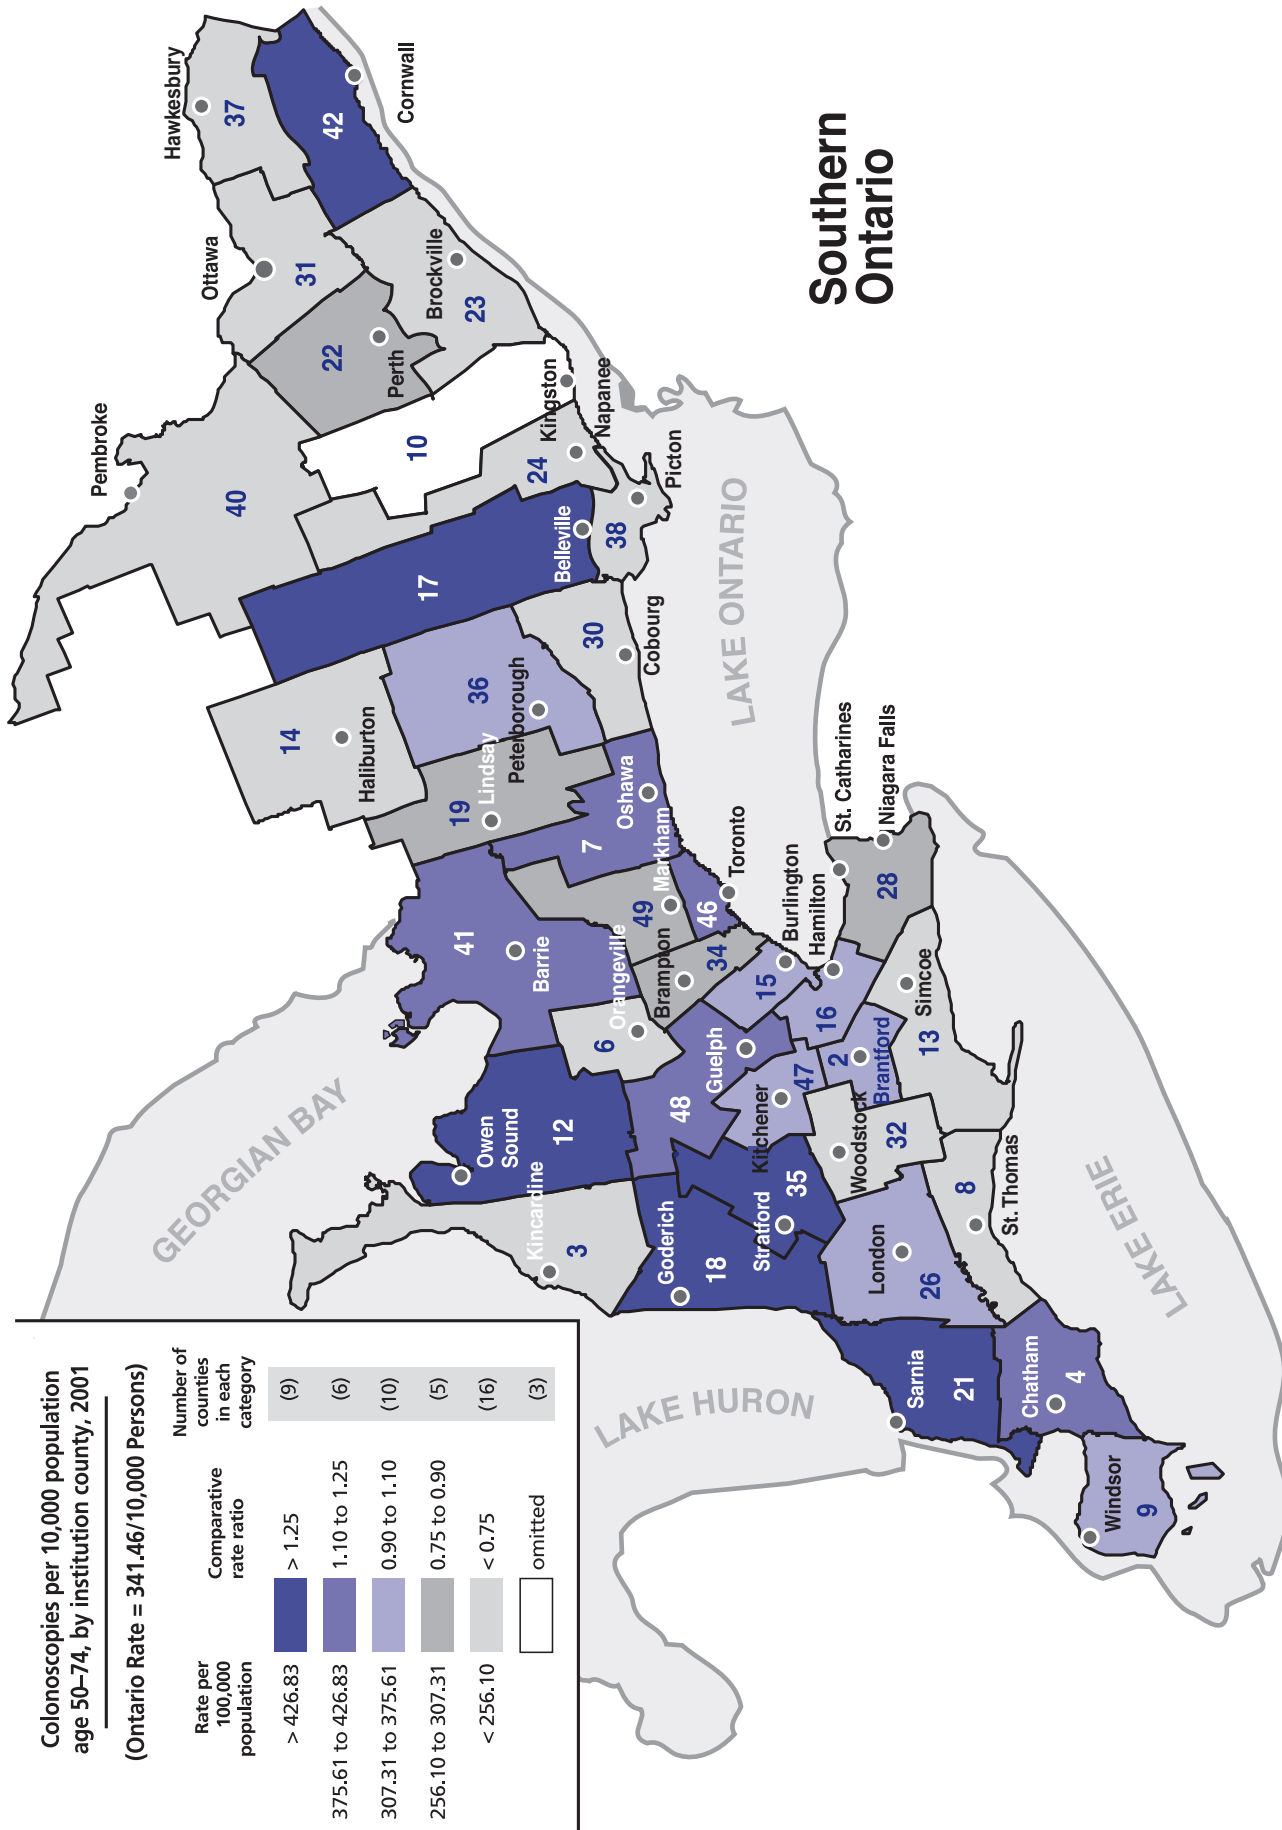 Colonoscopies per 10,000 population
age 50–74, by institution county, 2001
(Ontario Rate = 341.46/10,000 Persons)
Rate per
100,000
population
Comparative
rate ratio
Number of
counties
in each
category
> 426.83
> 1.25
(9)
375.61 to 426.83
1.10 to 1.25
(6)
307.31 to 375.61
0.90 to 1.10
(10)
256.10 to 307.31
0.75 to 0.90
(5)
< 256.10
< 0.75
(16)
omitted
(3)
Southern
Ontario
GEORGIAN BAY
LAKE HURON
LAKE ONTARIO
LAKE ERIE
Hawkesbury
37
42
Cornwall
Ottawa
31
Brockville
23
22
Perth
Pembroke
40
10
Kingston
Napanee
24
Picton
38
Belleville
17
Cobourg
30
36
Peterborough
14
Haliburton
19
Lindsay
Oshawa
7
Markham
49
Toronto
46
41
Barrie
Orangeville
6
Brampton
34
Burlington
15
Hamilton
16
St. Catharines
Niagara Falls
28
Simcoe
13
2
Brantford
Guelph
48
47
Kitchener
Woodstock
32
Owen
Sound
12
Kincardine
3
Goderich
18
Stratford
35
London
26
8
St. Thomas
Sarnia
21
Chatham
4
Windsor
9